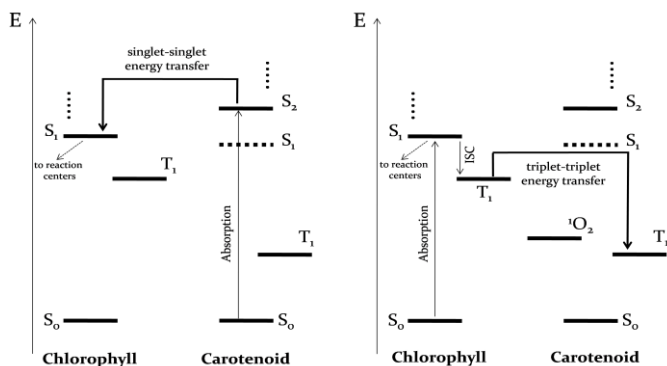 E
singlet-singlet
energy transfer
S₂
S₁
S₁
to reaction
centers
T₁
Absorption
T₁
S₀
S₀
Chlorophyll
Carotenoid
E
S₂
S₁
S₁
ISC
to reaction
centers
T₁
triplet-triplet
energy transfer
Absorption
¹O₂
T₁
S₀
S₀
Chlorophyll
Carotenoid